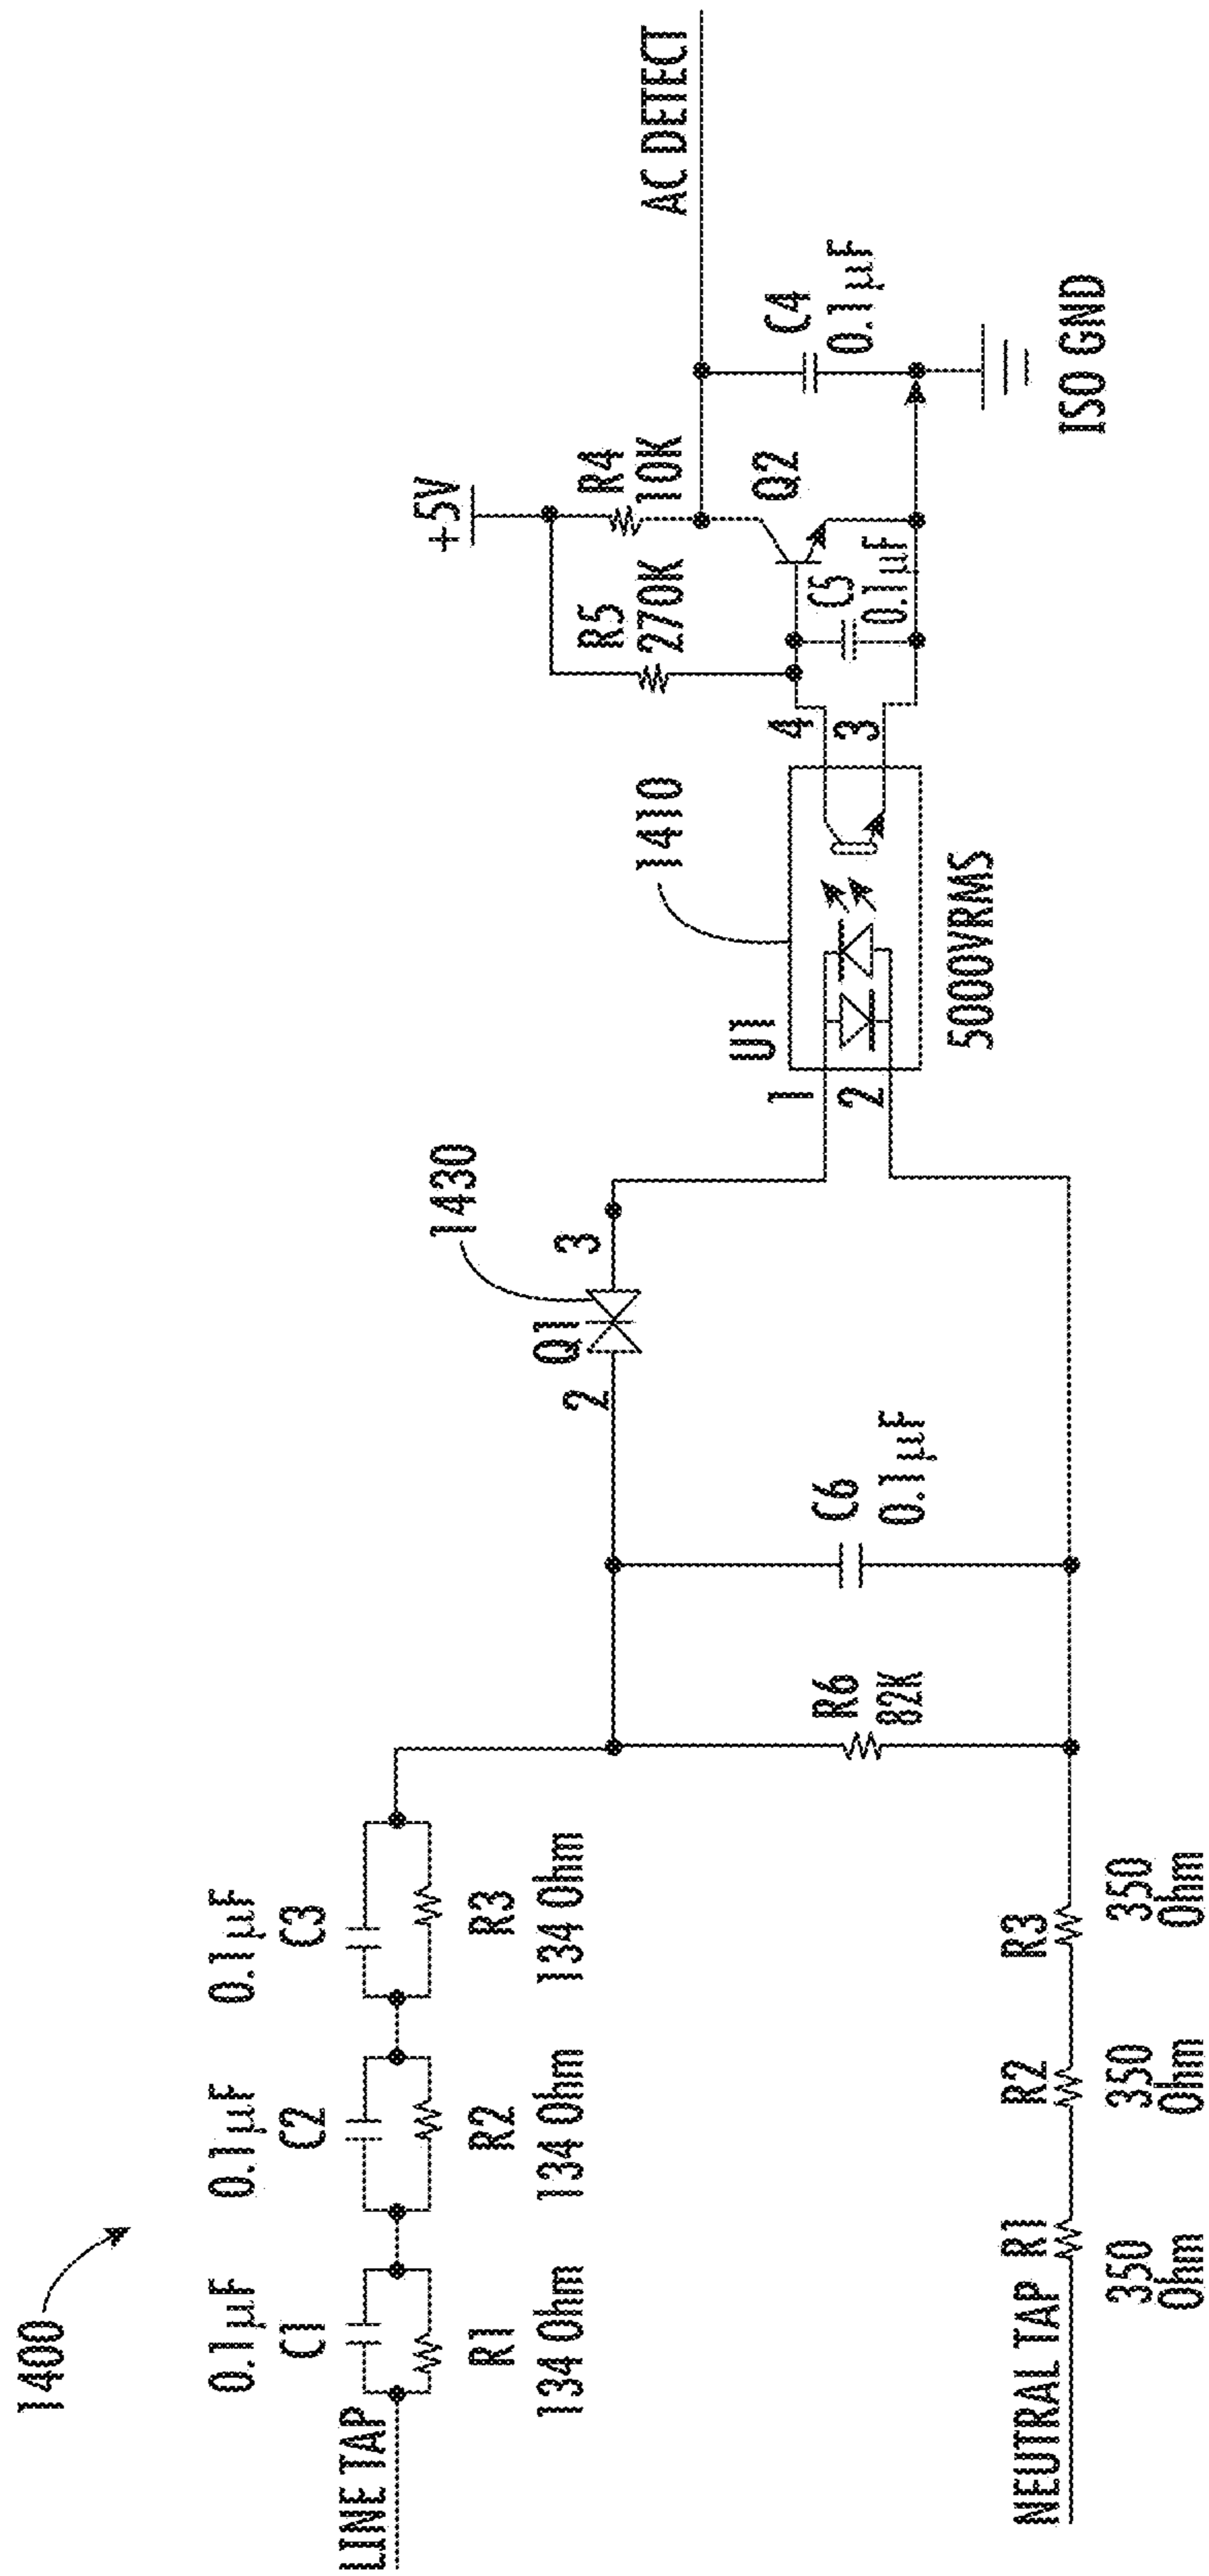 1400
0.1µF
C1
0.1µF
C2
0.1µF
C3
LINE TAP
R1
134 Ohm
R2
134 Ohm
R3
134 Ohm
NEUTRAL TAP
R1
350
Ohm
R2
350
Ohm
R3
350
Ohm
R6
82K
C6
0.1µF
1430
Q1
2
3
U1
1
2
1410
4
3
5000VRMS
+5V
R5
270K
R4
10K
C5
0.1µF
Q2
C4
0.1µF
AC DETECT
ISO GND